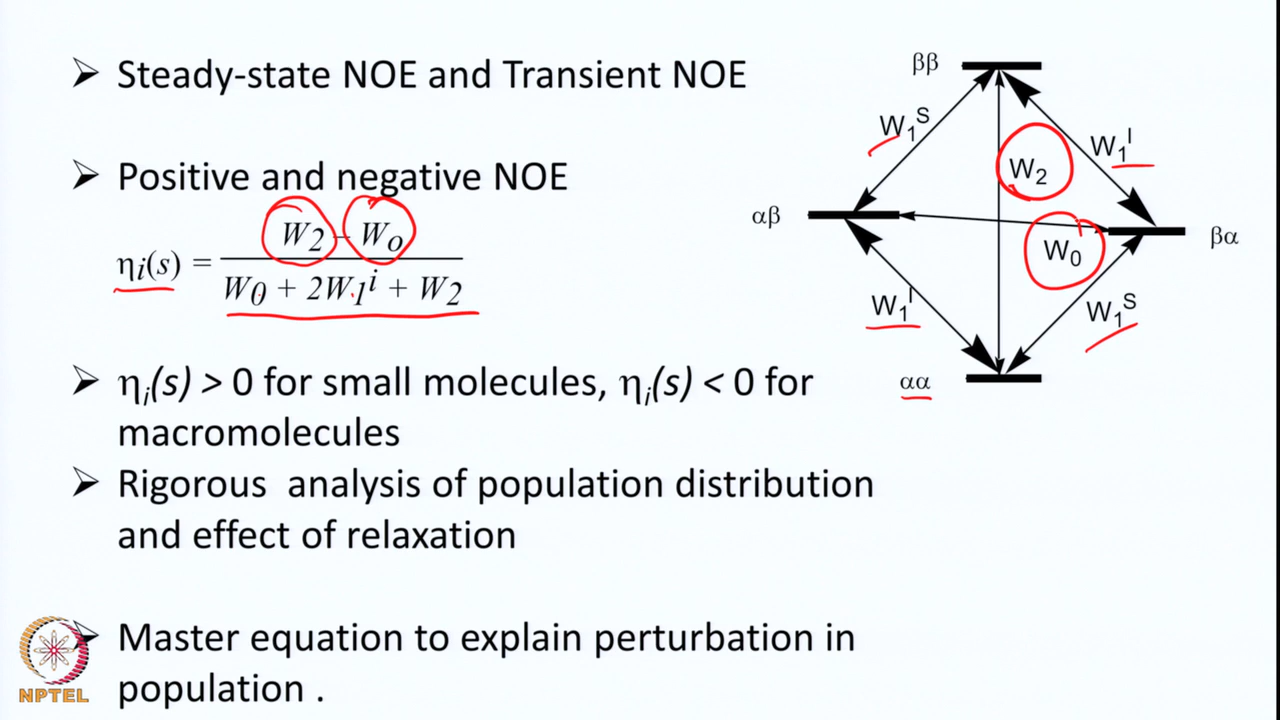 Steady-state NOE and Transient NOE
Positive and negative NOE
ηi(s) = W2 - Wo / W0 + 2W1i + W2
ηi(s) > 0 for small molecules, ηi(s) < 0 for
macromolecules
Rigorous analysis of population distribution
and effect of relaxation
Master equation to explain perturbation in
population .
NPTEL
ββ
W1S
W1I
W2
αβ
βα
W0
W1I
W1S
αα